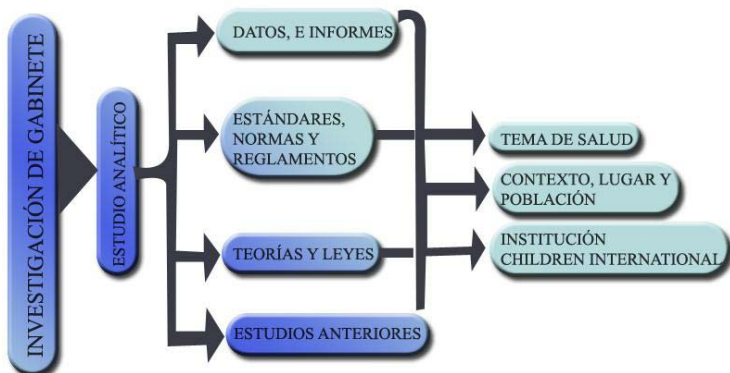 INVESTIGACIÓN DE GABINETE
ESTUDIO ANALÍTICO
DATOS, E INFORMES
ESTÁNDARES,
NORMAS Y
REGLAMENTOS
TEORÍAS Y LEYES
ESTUDIOS ANTERIORES
TEMA DE SALUD
CONTEXTO, LUGAR Y
POBLACIÓN
INSTITUCIÓN
CHILDREN INTERNATIONAL